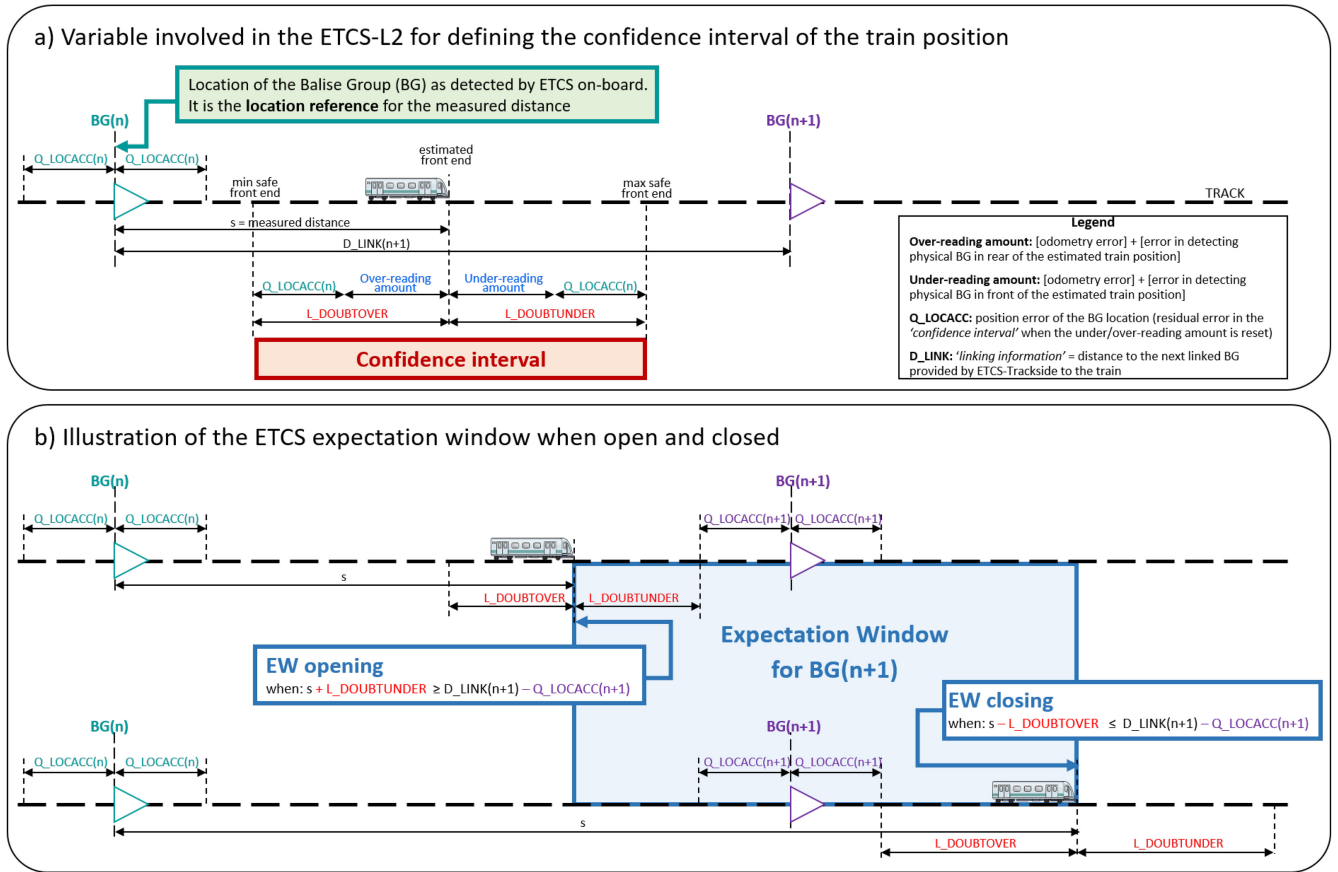 a) Variable involved in the ETCS-L2 for defining the confidence interval of the train position
Location of the Balise Group (BG) as detected by ETCS on-board.
It is the location reference for the measured distance
BG(n)
BG(n+1)
Q_LOCACC(n)
Q_LOCACC(n)
estimated
front end
min safe
front end
max safe
front end
TRACK
s = measured distance
D_LINK(n+1)
Q_LOCACC(n)
Over-reading
amount
Under-reading
amount
Q_LOCACC(n)
L_DOUBTOVER
L_DOUBTUNDER
Confidence interval
Legend
Over-reading amount: [odometry error] + [error in detecting
physical BG in rear of the estimated train position]
Under-reading amount: [odometry error] + [error in detecting
physical BG in front of the estimated train position]
Q_LOCACC: position error of the BG location (residual error in the
‘confidence interval’ when the under/over-reading amount is reset)
D_LINK: ‘linking information’ = distance to the next linked BG
provided by ETCS-Trackside to the train
b) Illustration of the ETCS expectation window when open and closed
BG(n)
BG(n+1)
Q_LOCACC(n)
Q_LOCACC(n)
Q_LOCACC(n+1)
Q_LOCACC(n+1)
s
L_DOUBTOVER
L_DOUBTUNDER
Expectation Window
for BG(n+1)
EW opening
when: s + L_DOUBTUNDER ≥ D_LINK(n+1) – Q_LOCACC(n+1)
EW closing
when: s – L_DOUBTOVER ≤ D_LINK(n+1) – Q_LOCACC(n+1)
BG(n)
BG(n+1)
Q_LOCACC(n)
Q_LOCACC(n)
Q_LOCACC(n+1)
Q_LOCACC(n+1)
s
L_DOUBTOVER
L_DOUBTUNDER